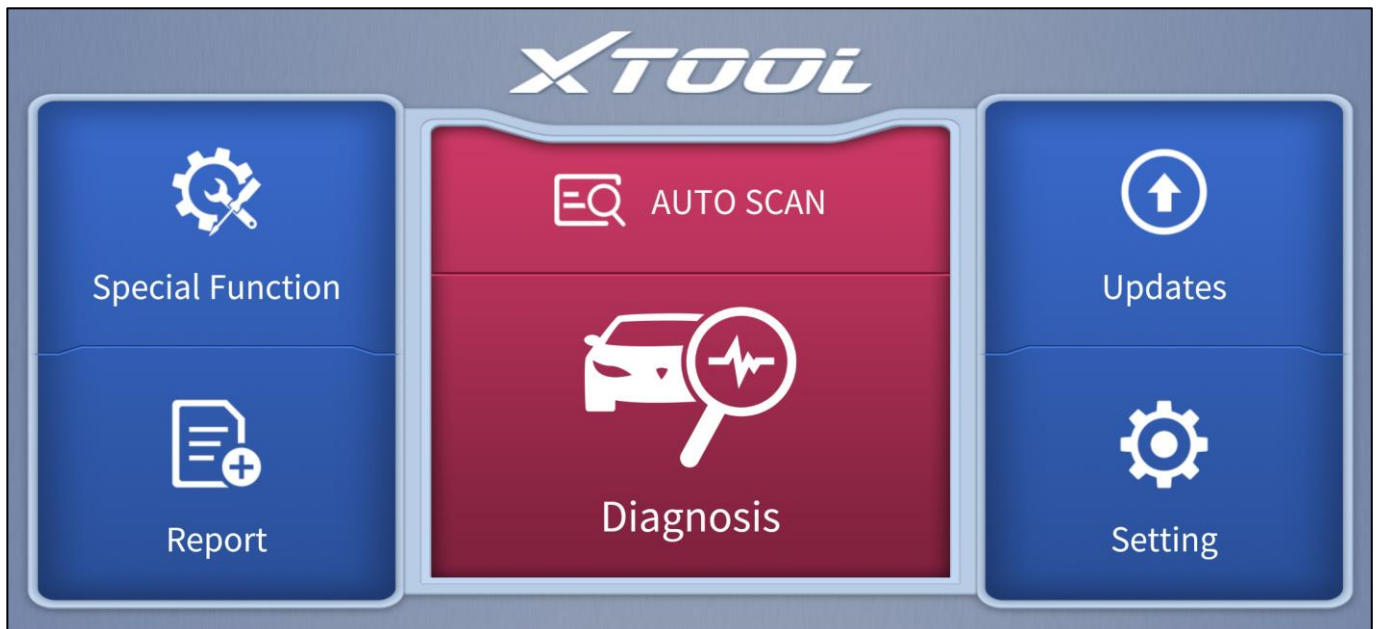 XTOOL
Special Function
AUTO SCAN
Updates
Report
Diagnosis
Setting